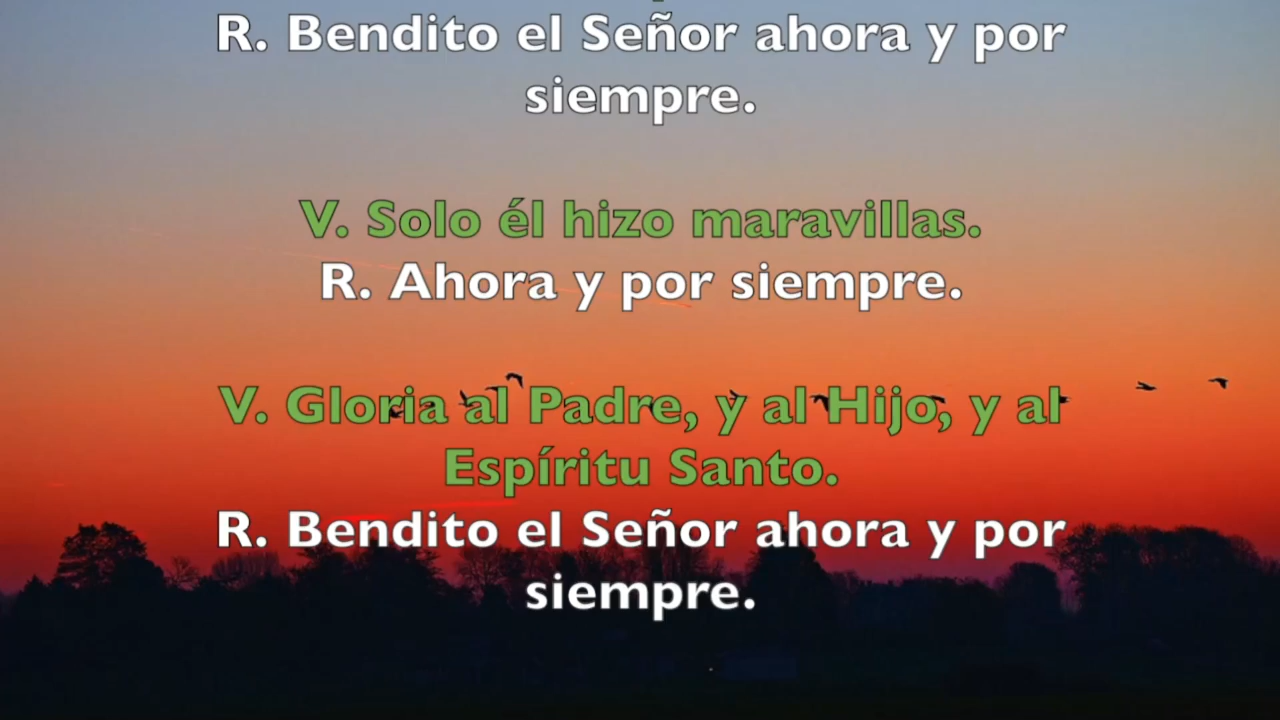 R. Bendito el Señor ahora y por
siempre.
V. Solo él hizo maravillas.
R. Ahora y por siempre.
V. Gloria al Padre, y al Hijo, y al
Espíritu Santo.
R. Bendito el Señor ahora y por
siempre.